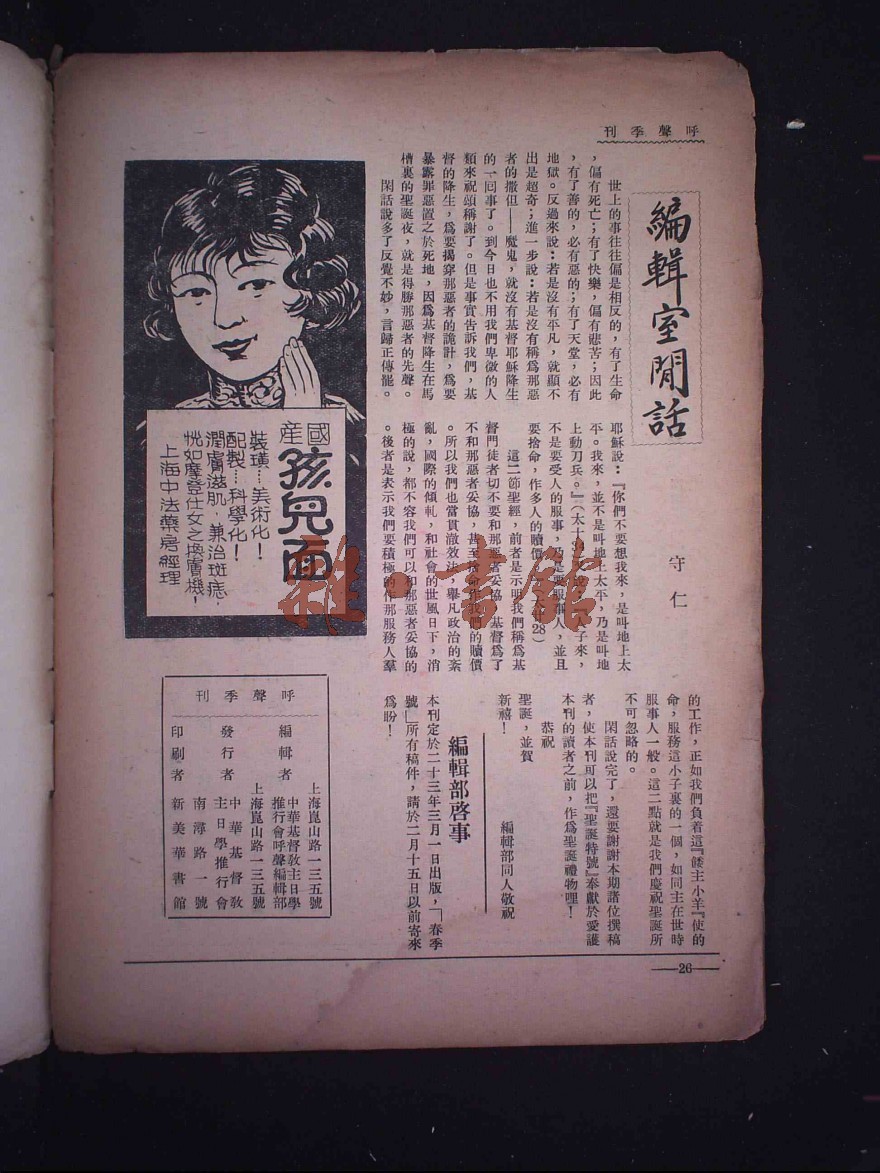 呼聲季刊
編輯室閒話
守仁
世上的事往往偏是相反的，有了生命
，偏有死亡；有了快樂，偏有悲苦；因此
，有了善的，必有惡的；有了天堂，必有
地獄。反過來說：若是沒有平凡，就顯不
出是超奇；進一步說：若是沒有稱爲那惡
者的撒但——魔鬼，就沒有基督耶穌降生
的一回事了。到今日也不用我們卑微的人
類來祝頌稱謝了。但是事實告訴我們，基
督的降生，爲要揭穿那惡者的詭計，爲要
暴露罪惡置之於死地，因爲基督降生在馬
槽裏的聖誕夜，就是得勝那惡者的先聲。
閑話說多了反覺不妙，言歸正傳罷。
耶穌說：『你們不要想我來，是叫地上太
平。我來，並不是叫地上太平，乃是叫地
上動刀兵。』（太十
不是要受人的服事，乃是要服事人，並且
要捨命，作多人的贖價
28）
這二節聖經，前者是示明我們稱爲基
督門徒者切不要和那惡者妥協，基督爲了
不和那惡者妥協，甚至捨命作我們的贖價
。所以我們也當貫澈效法，舉凡政治的紊
亂，國際的傾軋，和社會的世風日下，消
極的說，都不容我們可以和那惡者妥協的
。後者是表示我們要積極的作那服務人羣
的工作，正如我們負着這『餧主小羊『使的
命，服務這小子裏的一個，如同主在世時
服事人一般。這二點就是我們慶祝聖誕所
不可忽略的。
閑話說完了，還要謝謝本期諸位撰稿
者，使本刊可以把『聖誕特號』奉獻於愛護
本刊的讀者之前，作爲聖誕禮物哩！
恭祝
聖誕，並賀
新禧！
編輯部同人敬祝
編輯部啓事
本刊定於二十三年三月一日出版，「春季
號」所有稿件，請於二月十五日以前寄來
爲盼！
國產
孩兒面
裝璜…美術化！
配製…科學化！
潤膚滋肌，兼治斑痣，
恍如摩登仕女之換膚機！
上海中法藥房經理
呼聲季刊
編輯者
上海崑山路一三五號
中華基督教主日學
推行會呼聲編輯部
發行者
上海崑山路一三五號
中華基督教
主日學推行會
印刷者
南潯路一號
新美華書館
—26—
雜·書館